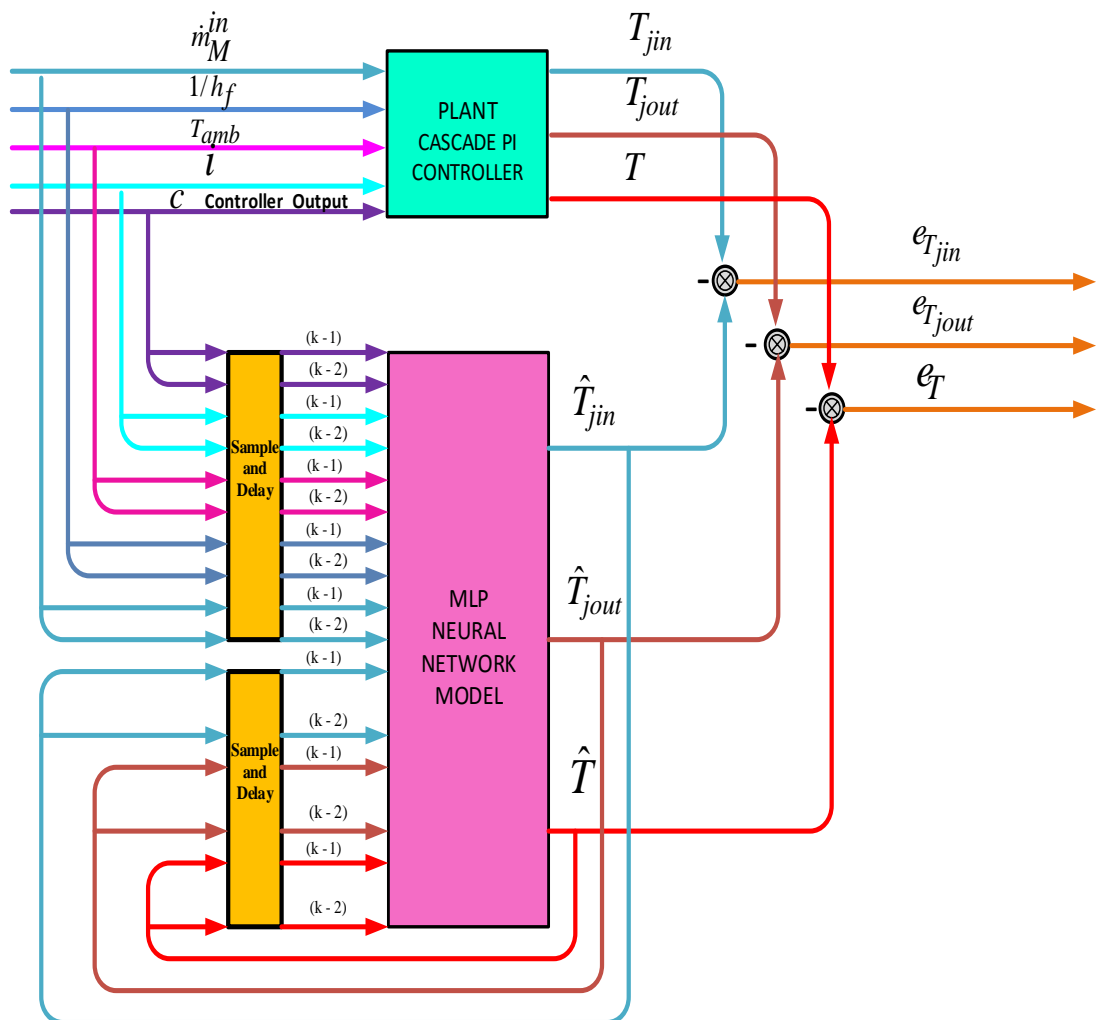 ṁ_M^in
1/h_f
T_amb
i
c Controller Output
PLANT
CASCADE PI
CONTROLLER
T_jin
T_jout
T
-
-
-
e_T_jin
e_T_jout
e_T
(k-1)
(k-2)
(k-1)
(k-2)
(k-1)
(k-2)
(k-1)
(k-2)
(k-1)
(k-2)
(k-1)
(k-2)
(k-1)
(k-2)
(k-1)
(k-2)
Sample
and
Delay
Sample
and
Delay
MLP
NEURAL
NETWORK
MODEL
T̂_jin
T̂_jout
T̂